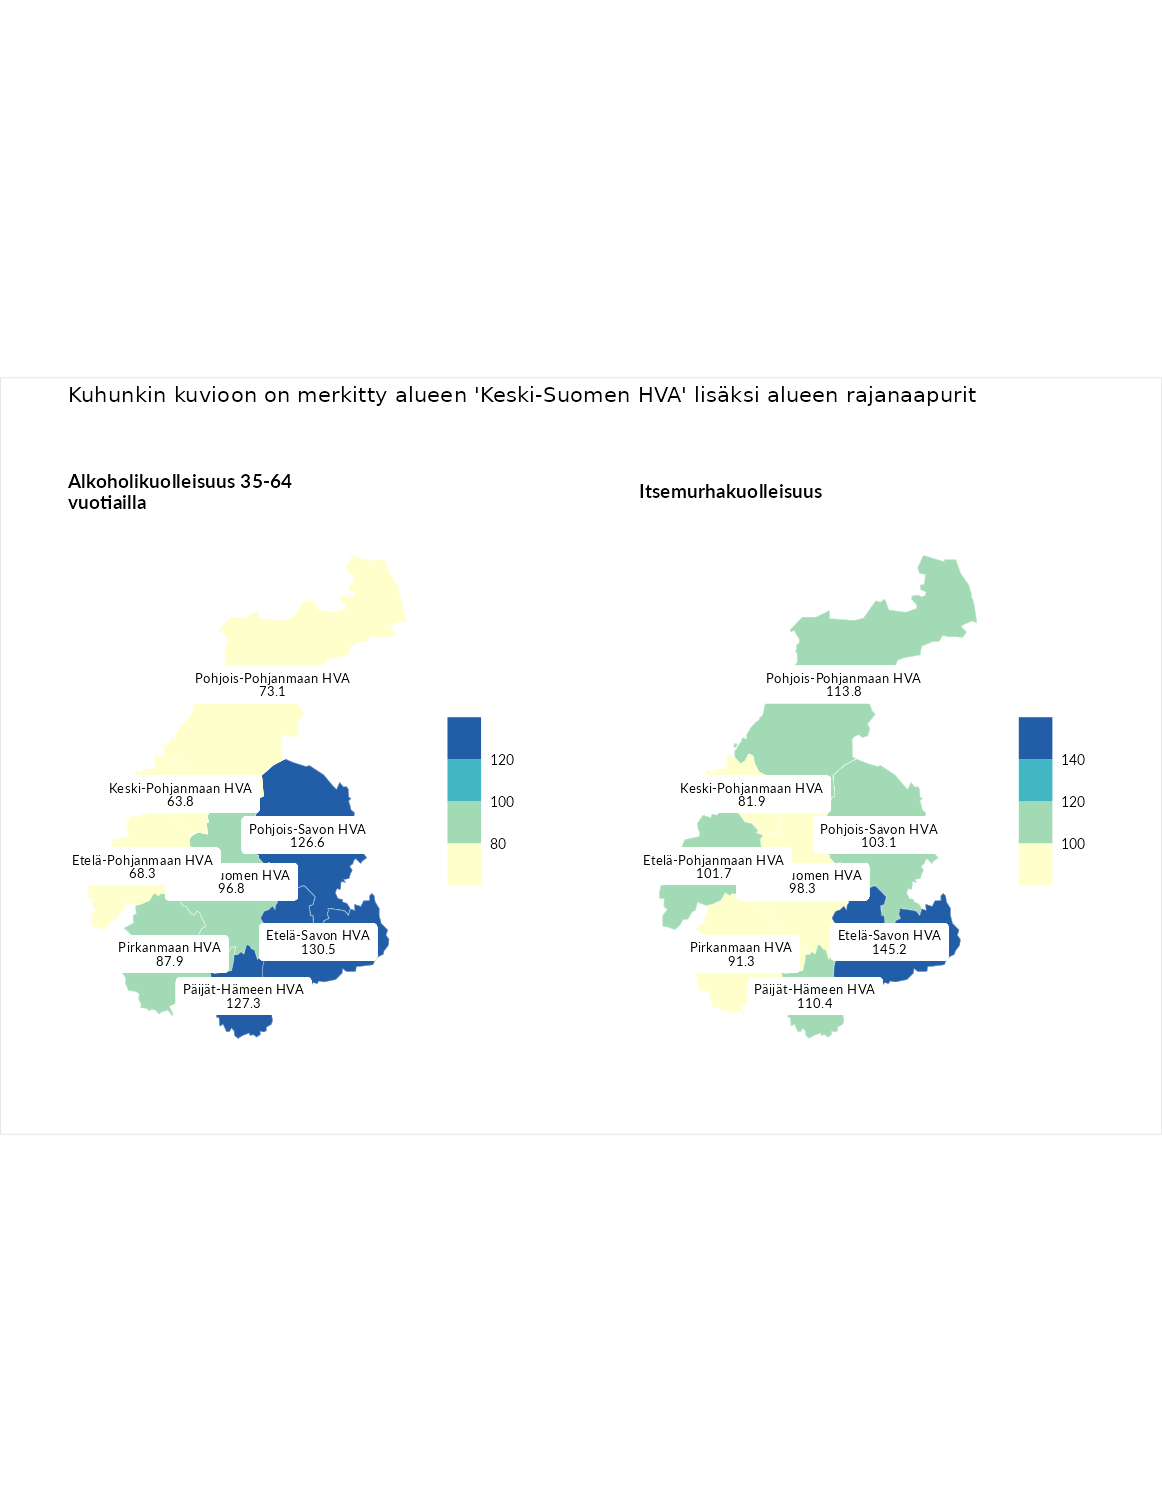 Kuhunkin kuvioon on merkitty alueen 'Keski-Suomen HVA' lisäksi alueen rajanaapurit
Alkoholikuolleisuus 35-64
vuotiailla
Pohjois-Pohjanmaan HVA
73.1
Keski-Pohjanmaan HVA
63.8
Pohjois-Savon HVA
126.6
Etelä-Pohjanmaan HVA
68.3
HVA
96.8
Etelä-Savon HVA
130.5
Pirkanmaan HVA
87.9
Päijät-Hämeen HVA
127.3
120
100
80
Itsemurhakuolleisuus
Pohjois-Pohjanmaan HVA
113.8
Keski-Pohjanmaan HVA
81.9
Pohjois-Savon HVA
103.1
Etelä-Pohjanmaan HVA
101.7
HVA
98.3
Etelä-Savon HVA
145.2
Pirkanmaan HVA
91.3
Päijät-Hämeen HVA
110.4
140
120
100